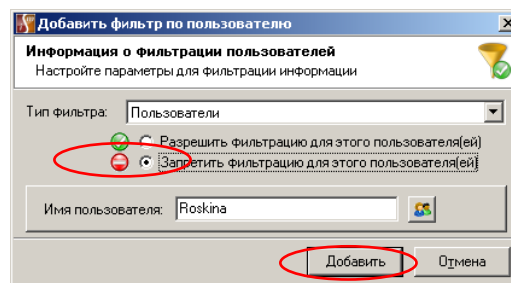 Добавить фильтр по пользователю
Информация о фильтрации пользователей
Настройте параметры для фильтрации информации
Тип фильтра: Пользователи
Разрешить фильтрацию для этого пользователя(ей)
Запретить фильтрацию для этого пользователя(ей)
Имя пользователя: Roskina
Добавить Отмена